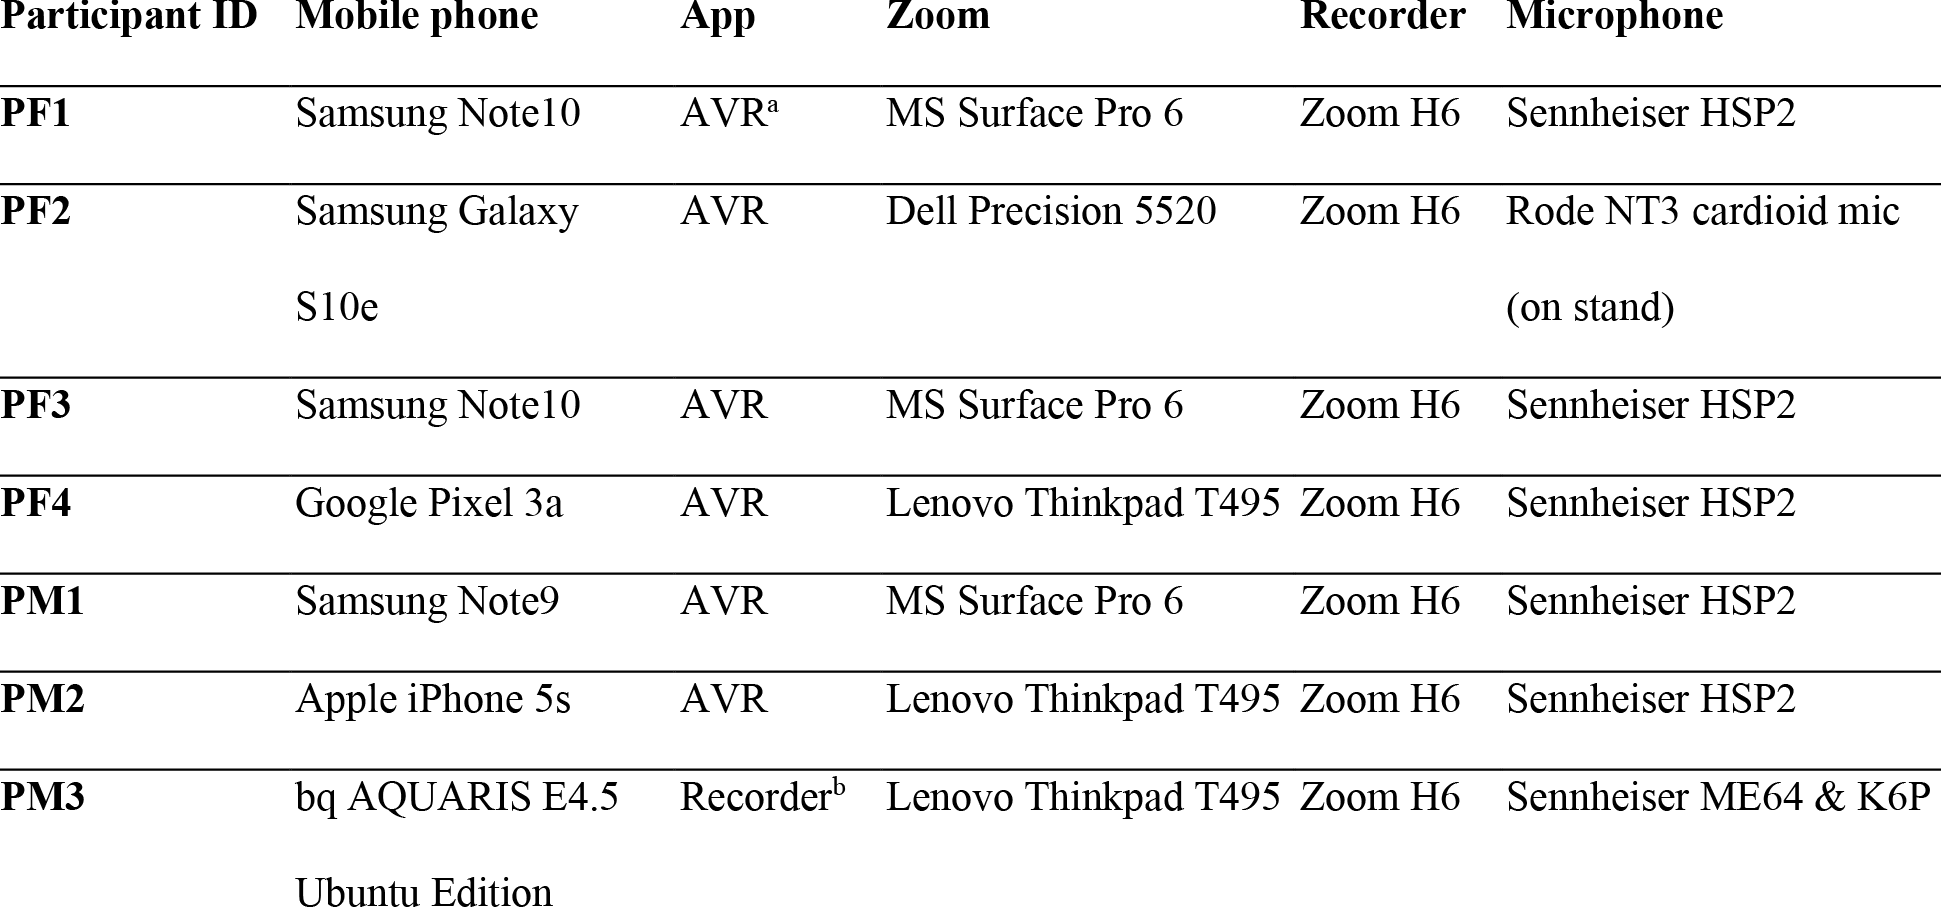 Participant ID Mobile phone App Zoom Recorder Microphone
PF1 Samsung Note10 AVRᵃ MS Surface Pro 6 Zoom H6 Sennheiser HSP2
PF2 Samsung Galaxy AVR Dell Precision 5520 Zoom H6 Rode NT3 cardioid mic
S10e (on stand)
PF3 Samsung Note10 AVR MS Surface Pro 6 Zoom H6 Sennheiser HSP2
PF4 Google Pixel 3a AVR Lenovo Thinkpad T495 Zoom H6 Sennheiser HSP2
PM1 Samsung Note9 AVR MS Surface Pro 6 Zoom H6 Sennheiser HSP2
PM2 Apple iPhone 5s AVR Lenovo Thinkpad T495 Zoom H6 Sennheiser HSP2
PM3 bq AQUARIS E4.5 Recorderᵇ Lenovo Thinkpad T495 Zoom H6 Sennheiser ME64 & K6P
Ubuntu Edition